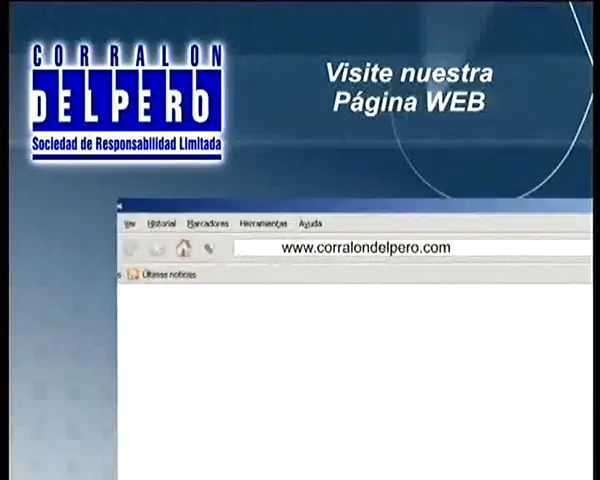 CORRALON
DELPERO
Sociedad de Responsabilidad Limitada
Visite nuestra
Página WEB
Ver Historial Marcadores Herramientas Ayuda
www.corralondelpero.com
s Últimas noticias